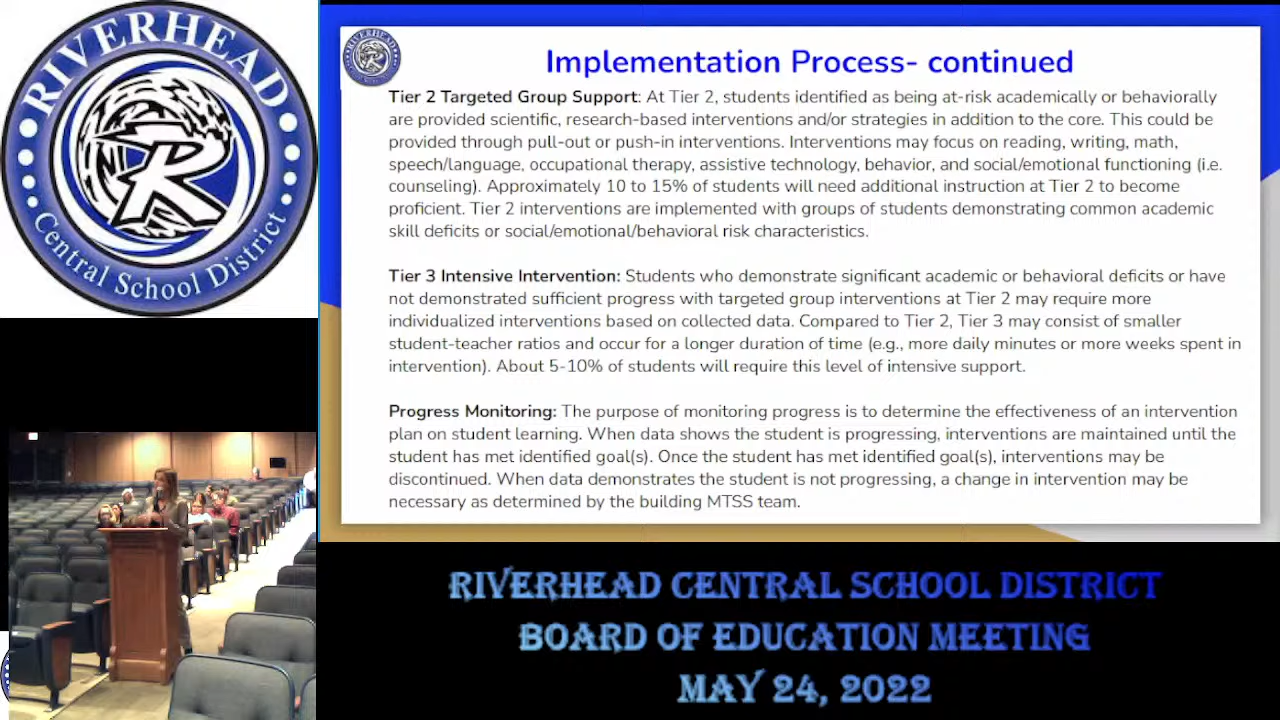 RIVERHEAD
R
Central School District
RIVERHEAD
Implementation Process- continued
Tier 2 Targeted Group Support: At Tier 2, students identified as being at-risk academically or behaviorally
are provided scientific, research-based interventions and/or strategies in addition to the core. This could be
provided through pull-out or push-in interventions. Interventions may focus on reading, writing, math,
speech/language, occupational therapy, assistive technology, behavior, and social/emotional functioning (i.e.
counseling). Approximately 10 to 15% of students will need additional instruction at Tier 2 to become
proficient. Tier 2 interventions are implemented with groups of students demonstrating common academic
skill deficits or social/emotional/behavioral risk characteristics.
Tier 3 Intensive Intervention: Students who demonstrate significant academic or behavioral deficits or have
not demonstrated sufficient progress with targeted group interventions at Tier 2 may require more
individualized interventions based on collected data. Compared to Tier 2, Tier 3 may consist of smaller
student-teacher ratios and occur for a longer duration of time (e.g., more daily minutes or more weeks spent in
intervention). About 5-10% of students will require this level of intensive support.
Progress Monitoring: The purpose of monitoring progress is to determine the effectiveness of an intervention
plan on student learning. When data shows the student is progressing, interventions are maintained until the
student has met identified goal(s). Once the student has met identified goal(s), interventions may be
discontinued. When data demonstrates the student is not progressing, a change in intervention may be
necessary as determined by the building MTSS team.
RIVERHEAD CENTRAL SCHOOL DISTRICT
BOARD OF EDUCATION MEETING
MAY 24, 2022